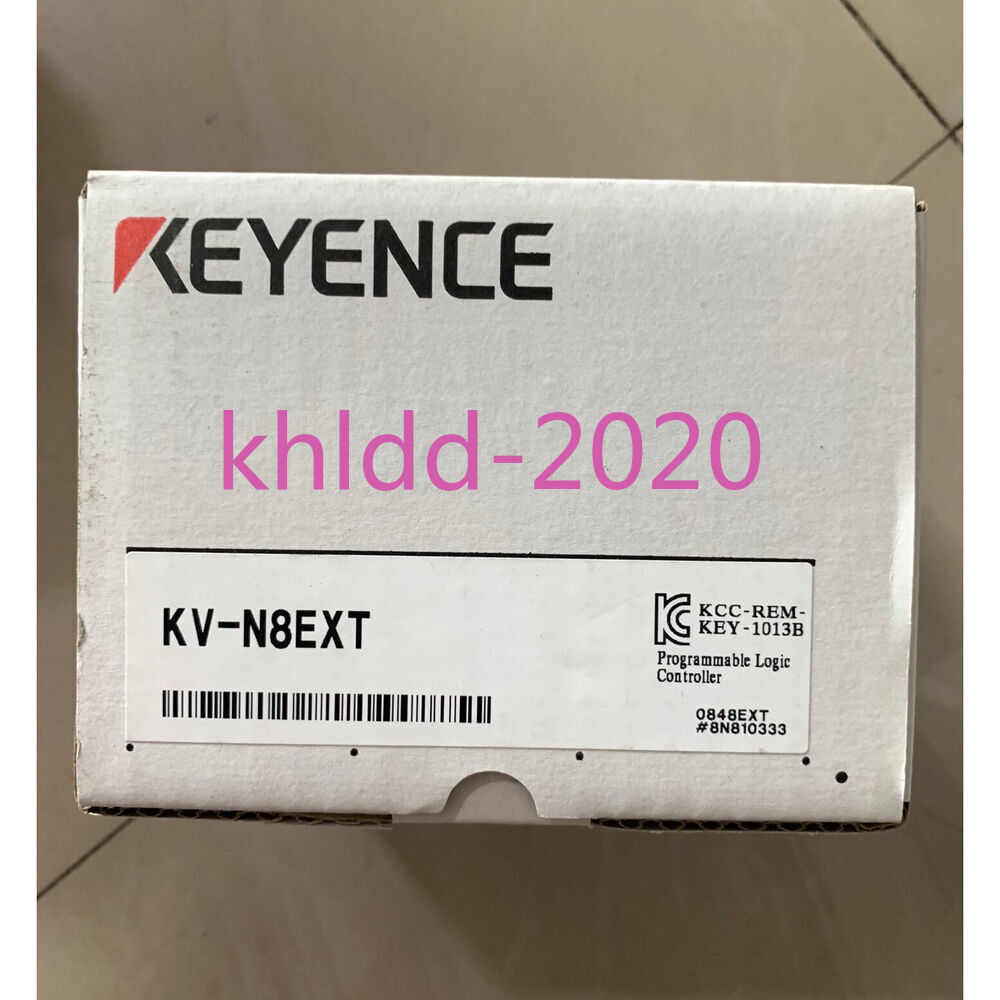 KEYENCE
khldd-2020
KV-N8EXT
KCC-REM-
KEY-1013B
Programmable Logic
Controller
0848EXT
#8N810333